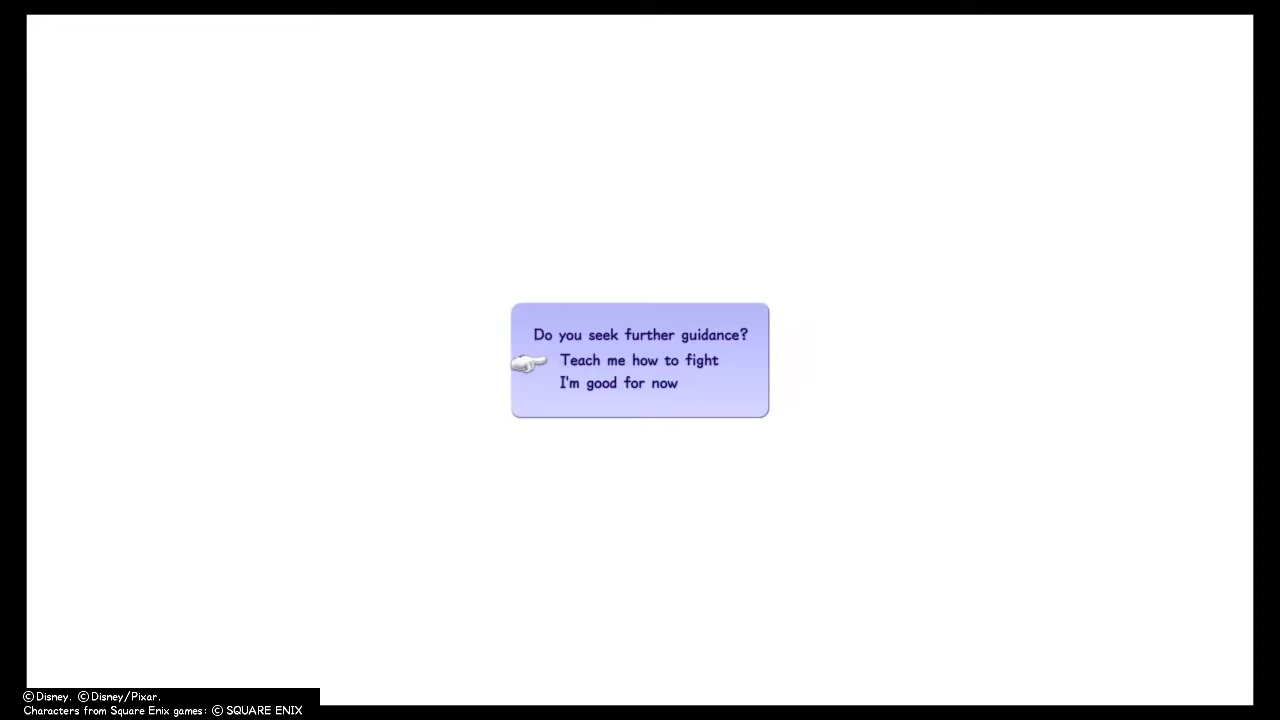 Do you seek further guidance?
Teach me how to fight
I'm good for now
©Disney. ©Disney/Pixar.
Characters from Square Enix games: © SQUARE ENIX